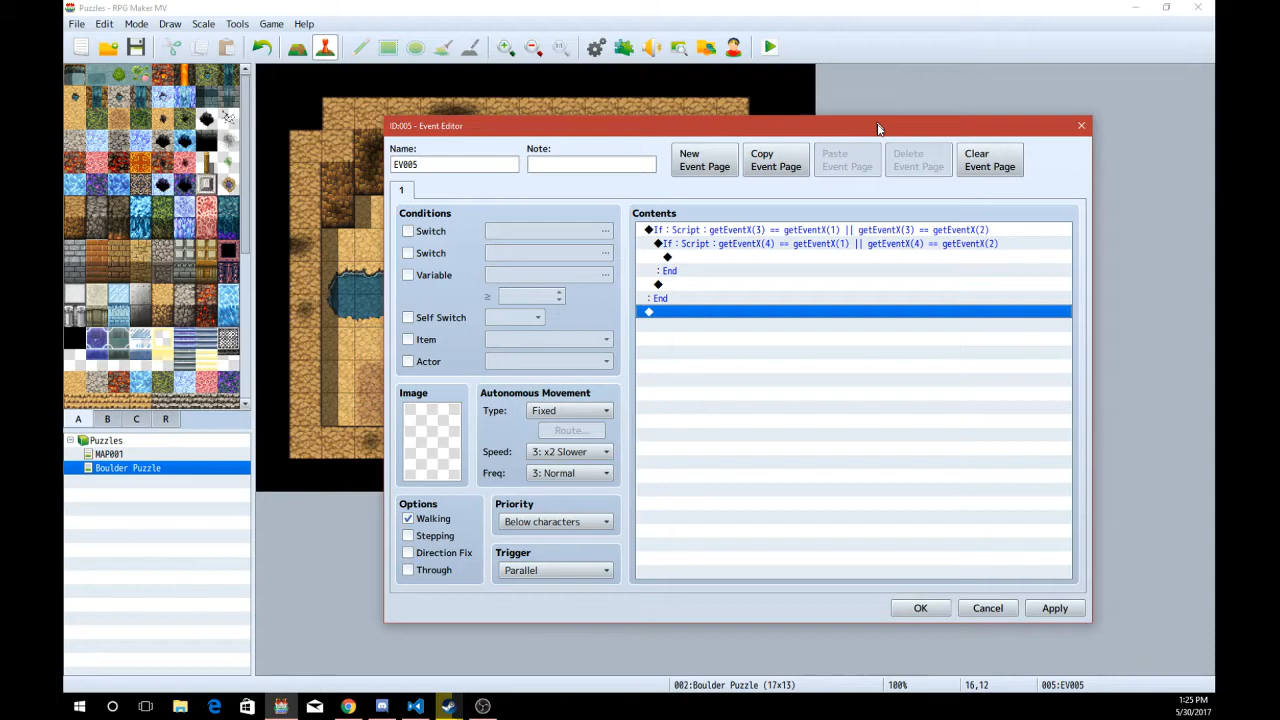 Puzzles - RPG Maker MV
File Edit Mode Draw Scale Tools Game Help
ID:005 - Event Editor
Name:
Note:
EV005
New
Event Page
Copy
Event Page
Paste
Event Page
Delete
Event Page
Clear
Event Page
1
Conditions
Switch
...
Switch
...
Variable
...
≥
Self Switch
Item
Actor
Image
Autonomous Movement
Type:
Fixed
Route...
Speed:
3: x2 Slower
Freq:
3: Normal
Options
Walking
Stepping
Direction Fix
Through
Priority
Below characters
Trigger
Parallel
Contents
◆If：Script：getEventX(3) == getEventX(1) || getEventX(3) == getEventX(2)
◆If：Script：getEventX(4) == getEventX(1) || getEventX(4) == getEventX(2)
◆
：End
◆
：End
◆
OK
Cancel
Apply
A B C R
Puzzles
MAP001
Boulder Puzzle
002:Boulder Puzzle (17x13)
100%
16,12
005:EV005
1:25 PM
5/30/2017